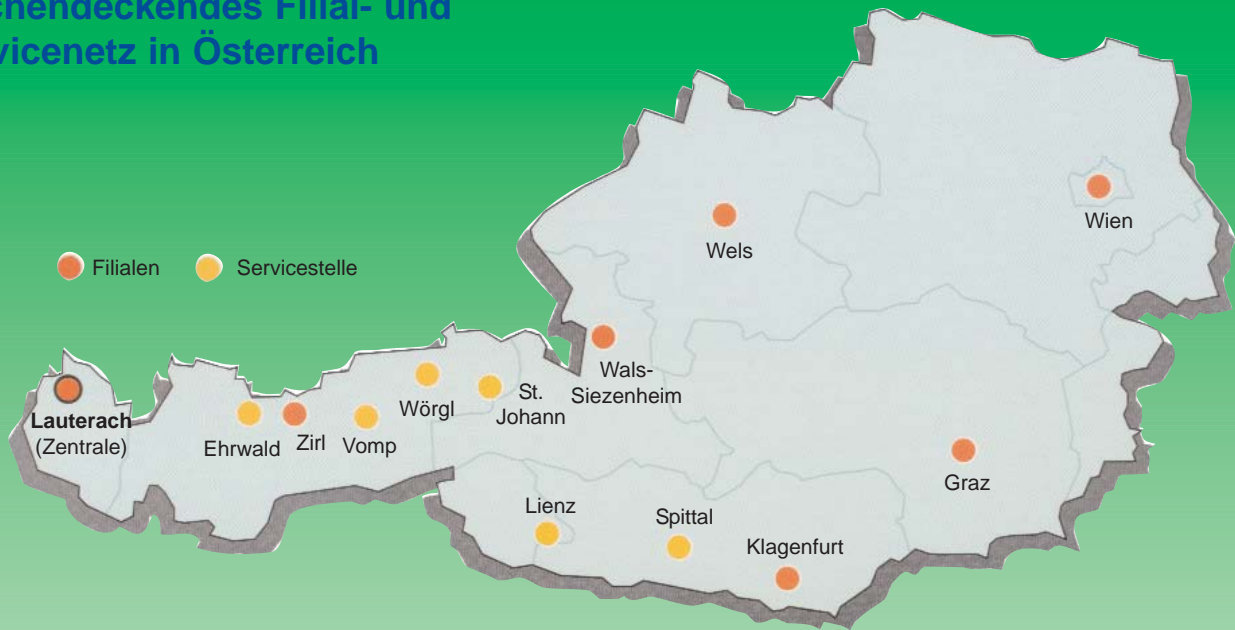 chendeckendes Filial- und
vicenetz in Österreich
Filialen
Servicestelle
Wien
Wels
Wals-
Siezenheim
Wörgl
St.
Johann
Lauterach
(Zentrale)
Ehrwald
Zirl
Vomp
Graz
Lienz
Spittal
Klagenfurt